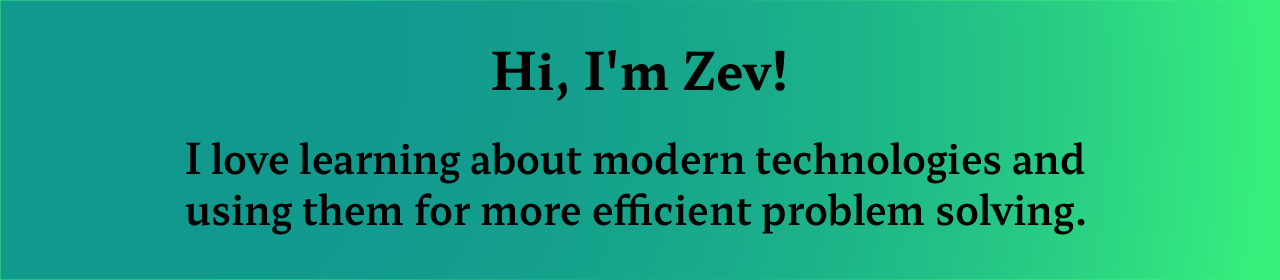 Hi, I'm Zev!
I love learning about modern technologies and
using them for more efficient problem solving.